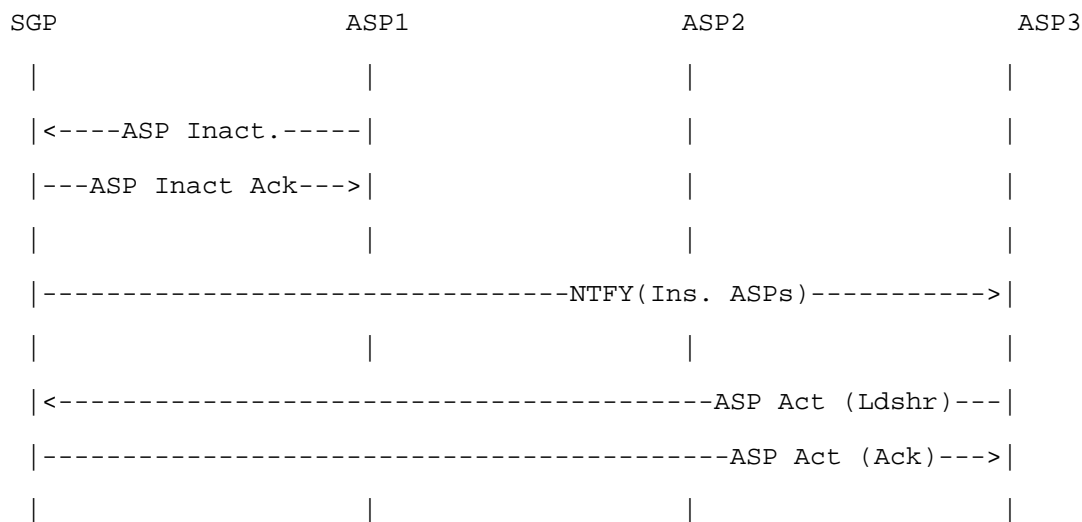 SGP                 ASP1                 ASP2                 ASP3
 |                    |                   |                   |
 |<----ASP Inact.-----|                   |                   |
 |---ASP Inact Ack--->|                   |                   |
 |                    |                   |                   |
 |---------------------------------NTFY(Ins. ASPs)----------->|
 |                    |                   |                   |
 |<------------------------------------------ASP Act (Ldshr)---|
 |-------------------------------------------ASP Act (Ack)--->|
 |                    |                   |                   |